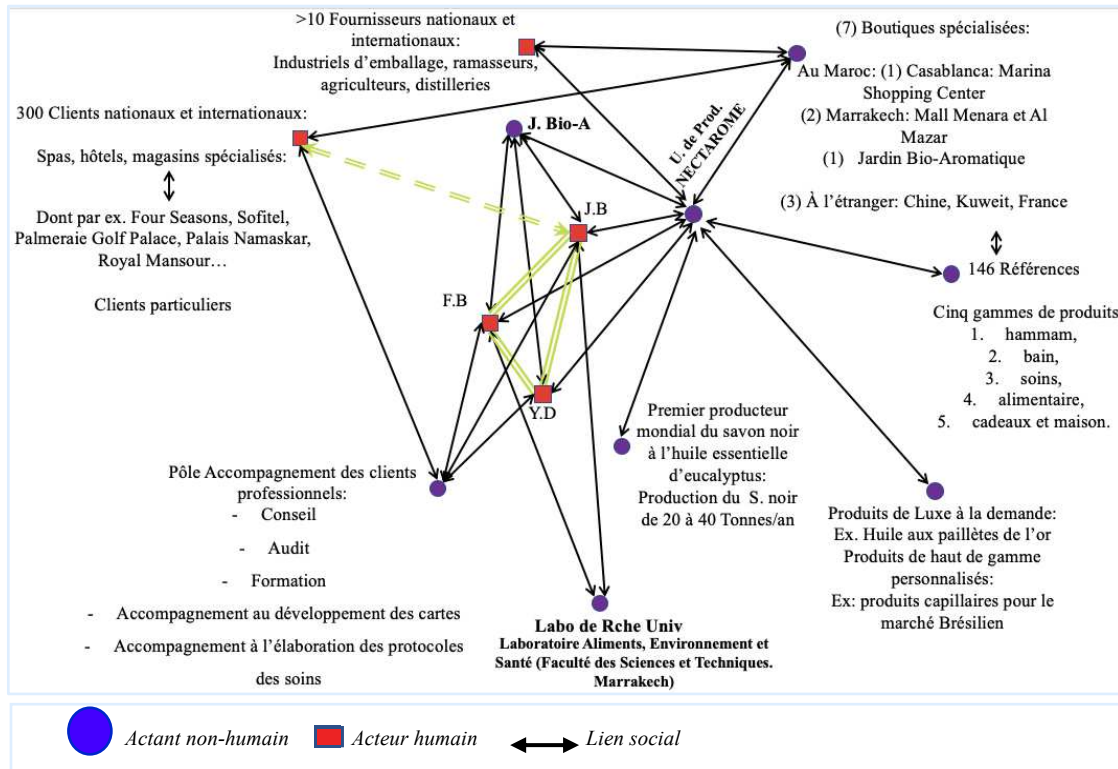 >10 Fournisseurs nationaux et
internationaux:
Industriels d’emballage, ramasseurs,
agriculteurs, distilleries
(7) Boutiques spécialisées:
Au Maroc: (1) Casablanca: Marina
Shopping Center
(2) Marrakech: Mall Menara et Al
Mazar
(1) Jardin Bio-Aromatique
(3) À l’étranger: Chine, Kuweit, France
146 Références
Cinq gammes de produits
1. hammam,
2. bain,
3. soins,
4. alimentaire,
5. cadeaux et maison.
300 Clients nationaux et internationaux:
Spas, hôtels, magasins spécialisés:
Dont par ex. Four Seasons, Sofitel,
Palmeraie Golf Palace, Palais Namaskar,
Royal Mansour…
Clients particuliers
J. Bio-A
U. de Prod.
NECTAROME
J.B
F.B
Y.D
Pôle Accompagnement des clients
professionnels:
- Conseil
- Audit
- Formation
- Accompagnement au développement des cartes
- Accompagnement à l’élaboration des protocoles
des soins
Premier producteur
mondial du savon noir
à l’huile essentielle
d’eucalyptus:
Production du S. noir
de 20 à 40 Tonnes/an
Produits de Luxe à la demande:
Ex. Huile aux paillètes de l’or
Produits de haut de gamme
personnalisés:
Ex: produits capillaires pour le
marché Brésilien
Labo de Rche Univ
Laboratoire Aliments, Environnement et
Santé (Faculté des Sciences et Techniques.
Marrakech)
Actant non-humain
Acteur humain
Lien social